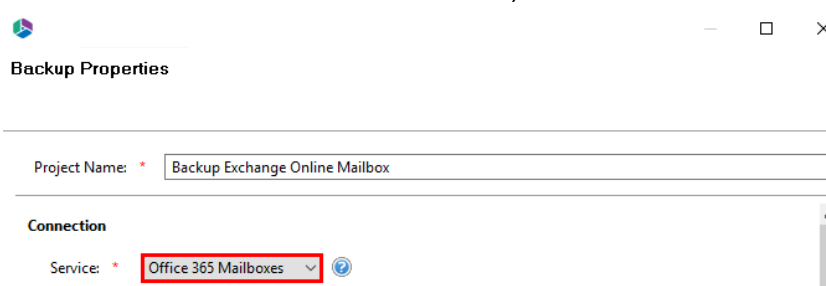 Backup Properties
Project Name: * Backup Exchange Online Mailbox
Connection
Service: * Office 365 Mailboxes ?